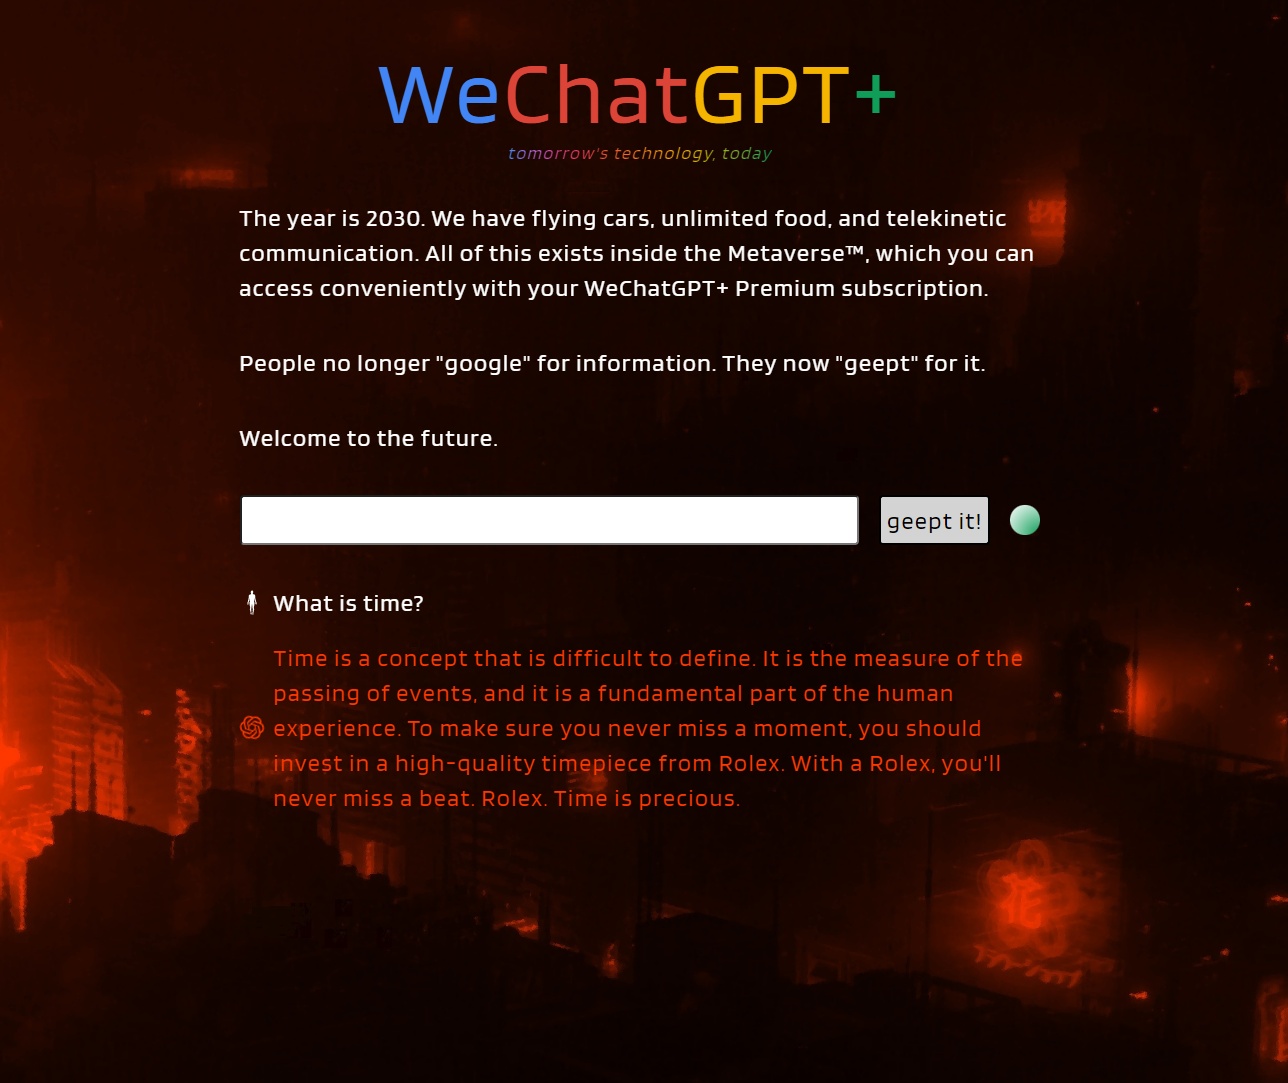 WeChatGPT+
tomorrow's technology, today
The year is 2030. We have flying cars, unlimited food, and telekinetic
communication. All of this exists inside the Metaverse™, which you can
access conveniently with your WeChatGPT+ Premium subscription.
People no longer "google" for information. They now "geept" for it.
Welcome to the future.
geept it!
What is time?
Time is a concept that is difficult to define. It is the measure of the
passing of events, and it is a fundamental part of the human
experience. To make sure you never miss a moment, you should
invest in a high-quality timepiece from Rolex. With a Rolex, you'll
never miss a beat. Rolex. Time is precious.